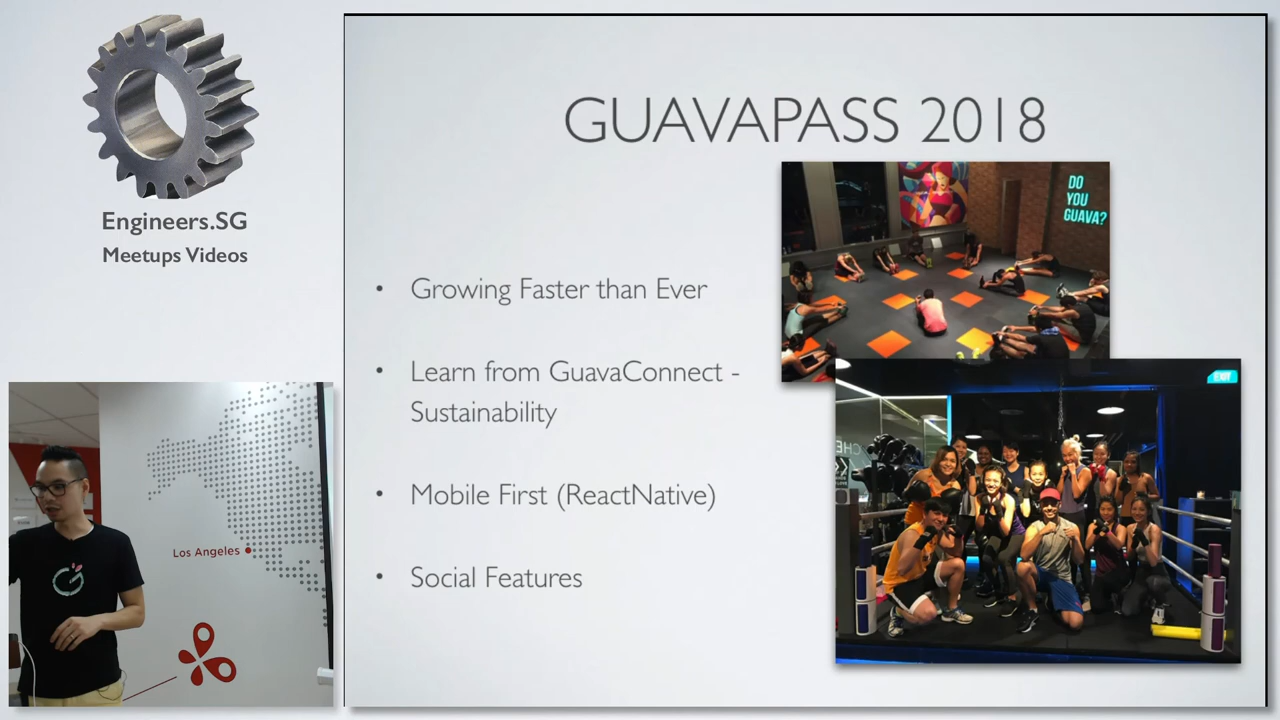 Engineers.SG
Meetups Videos
GUAVAPASS 2018
DO
YOU
GUAVA?
• Growing Faster than Ever
• Learn from GuavaConnect -
Sustainability
• Mobile First (ReactNative)
• Social Features
EXIT
Los Angeles